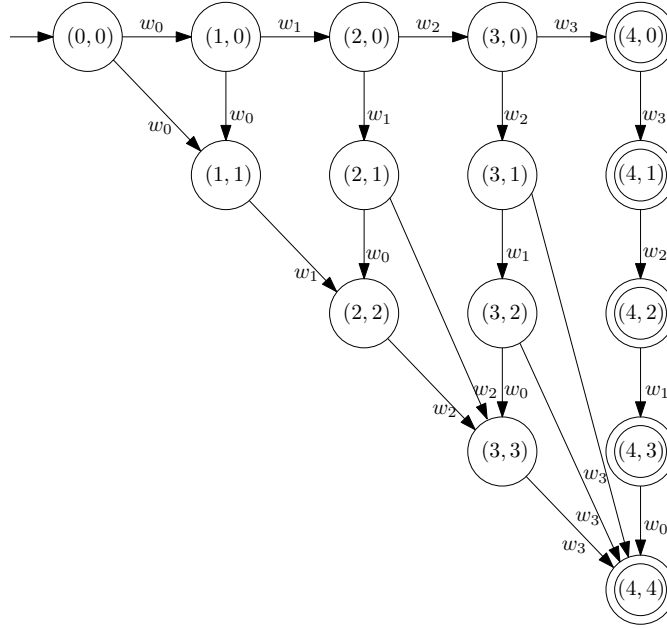 (0, 0) w₀ (1, 0) w₁ (2, 0) w₂ (3, 0) w₃ (4, 0)
w₀ w₀ w₁ w₂ w₃
(1, 1) (2, 1) (3, 1) (4, 1)
w₁ w₀ w₁ w₂
(2, 2) (3, 2) (4, 2)
w₂ w₂ w₀ w₁
(3, 3) (4, 3)
w₃ w₃ w₃ w₀
(4, 4)